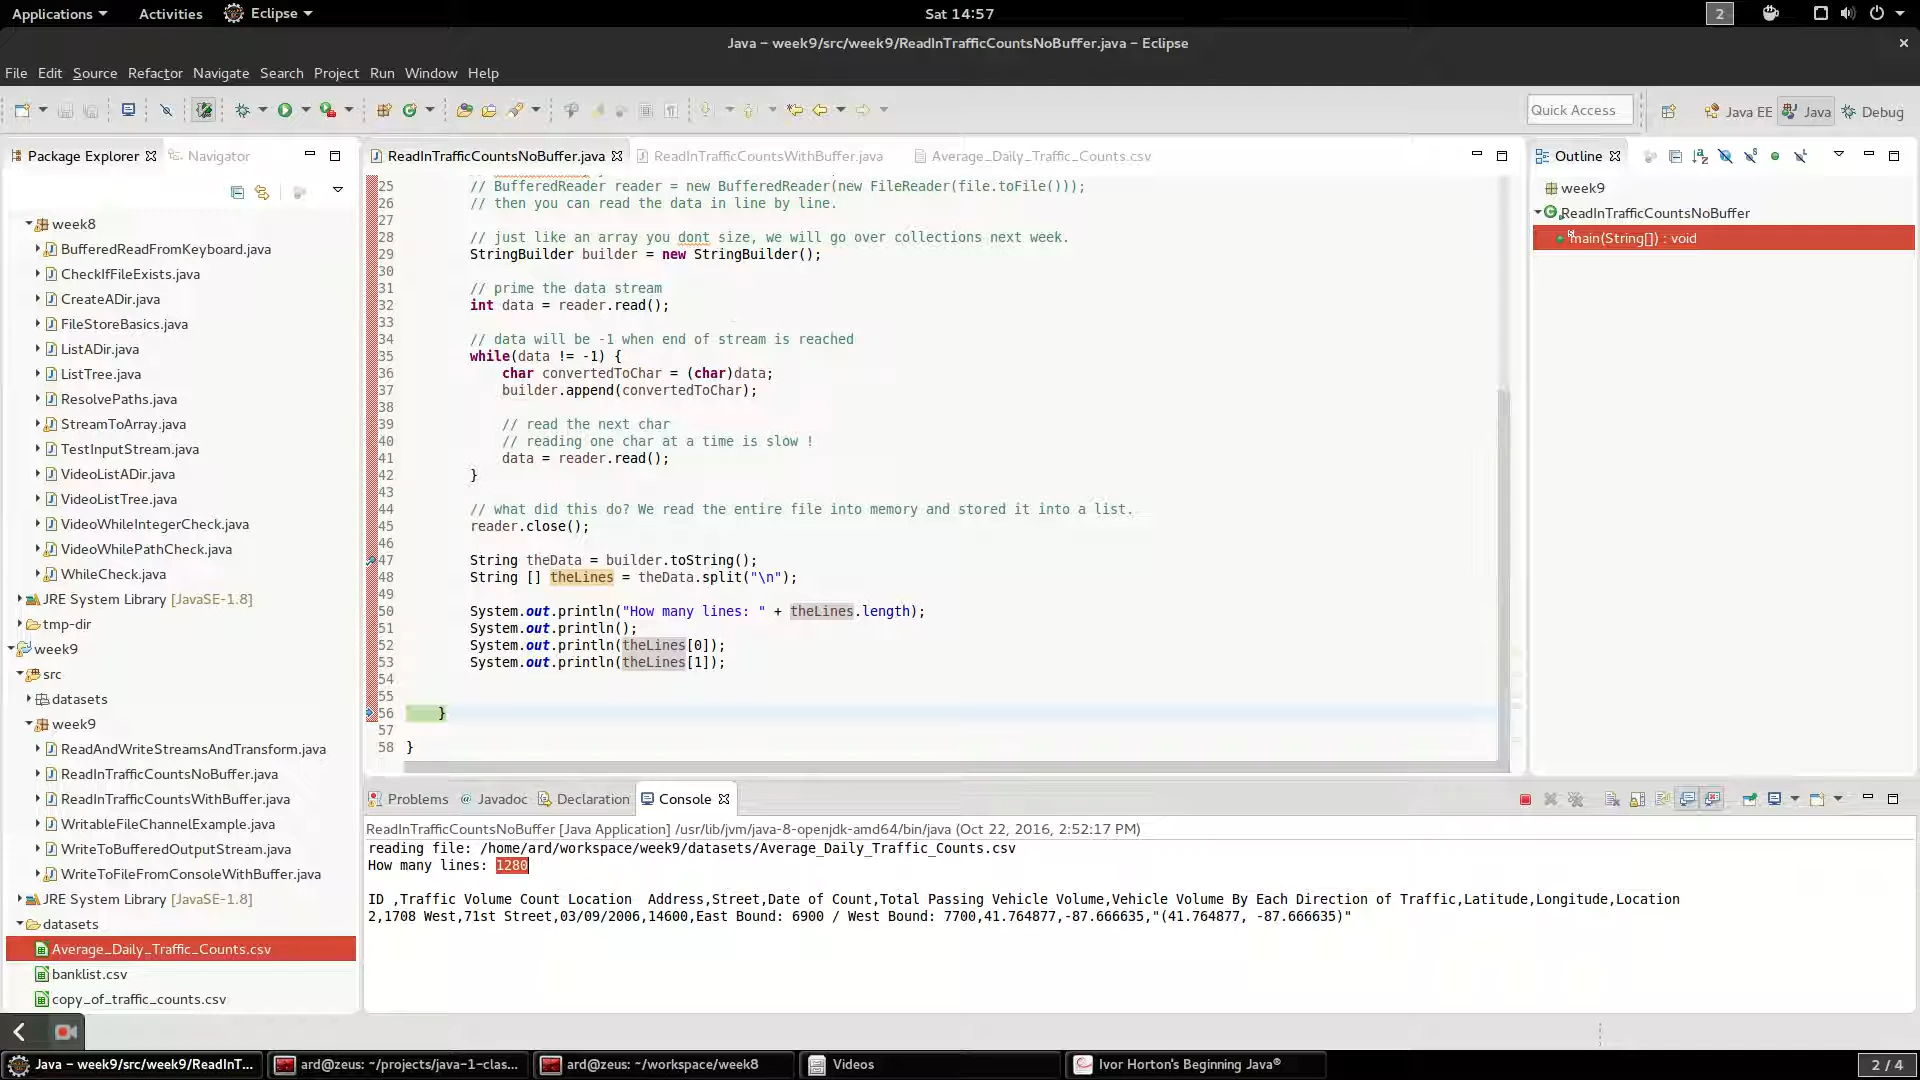 Applications
Activities
Eclipse
Sat 14:57
2
Java – week9/src/week9/ReadInTrafficCountsNoBuffer.java – Eclipse
File Edit Source Refactor Navigate Search Project Run Window Help
Quick Access
Java EE
Java
Debug
Package Explorer
Navigator
week8
BufferedReadFromKeyboard.java
CheckIfFileExists.java
CreateADir.java
FileStoreBasics.java
ListADir.java
ListTree.java
ResolvePaths.java
StreamToArray.java
TestInputStream.java
VideoListADir.java
VideoListTree.java
VideoWhileIntegerCheck.java
VideoWhilePathCheck.java
WhileCheck.java
JRE System Library [JavaSE-1.8]
tmp-dir
week9
src
datasets
week9
ReadAndWriteStreamsAndTransform.java
ReadInTrafficCountsNoBuffer.java
ReadInTrafficCountsWithBuffer.java
WritableFileChannelExample.java
WriteToBufferedOutputStream.java
WriteToFileFromConsoleWithBuffer.java
JRE System Library [JavaSE-1.8]
datasets
Average_Daily_Traffic_Counts.csv
banklist.csv
copy_of_traffic_counts.csv
ReadInTrafficCountsNoBuffer.java
ReadInTrafficCountsWithBuffer.java
Average_Daily_Traffic_Counts.csv
25 // BufferedReader reader = new BufferedReader(new FileReader(file.toFile()));
26 // then you can read the data in line by line.
27
28 // just like an array you dont size, we will go over collections next week.
29 StringBuilder builder = new StringBuilder();
30
31 // prime the data stream
32 int data = reader.read();
33
34 // data will be -1 when end of stream is reached
35 while(data != -1) {
36 char convertedToChar = (char)data;
37 builder.append(convertedToChar);
38
39 // read the next char
40 // reading one char at a time is slow !
41 data = reader.read();
42 }
43
44 // what did this do? We read the entire file into memory and stored it into a list.
45 reader.close();
46
47 String theData = builder.toString();
48 String [] theLines = theData.split("\n");
49
50 System.out.println("How many lines: " + theLines.length);
51 System.out.println();
52 System.out.println(theLines[0]);
53 System.out.println(theLines[1]);
54
55
56 }
57
58 }
Outline
week9
ReadInTrafficCountsNoBuffer
main(String[]) : void
Problems
Javadoc
Declaration
Console
ReadInTrafficCountsNoBuffer [Java Application] /usr/lib/jvm/java-8-openjdk-amd64/bin/java (Oct 22, 2016, 2:52:17 PM)
reading file: /home/ard/workspace/week9/datasets/Average_Daily_Traffic_Counts.csv
How many lines: 1280
ID ,Traffic Volume Count Location  Address,Street,Date of Count,Total Passing Vehicle Volume,Vehicle Volume By Each Direction of Traffic,Latitude,Longitude,Location
2,1708 West,71st Street,03/09/2006,14600,East Bound: 6900 / West Bound: 7700,41.764877,-87.666635,"(41.764877, -87.666635)"
Java – week9/src/week9/ReadInT...
ard@zeus: ~/projects/java-1-clas...
ard@zeus: ~/workspace/week8
Videos
Ivor Horton's Beginning Java®
2 / 4